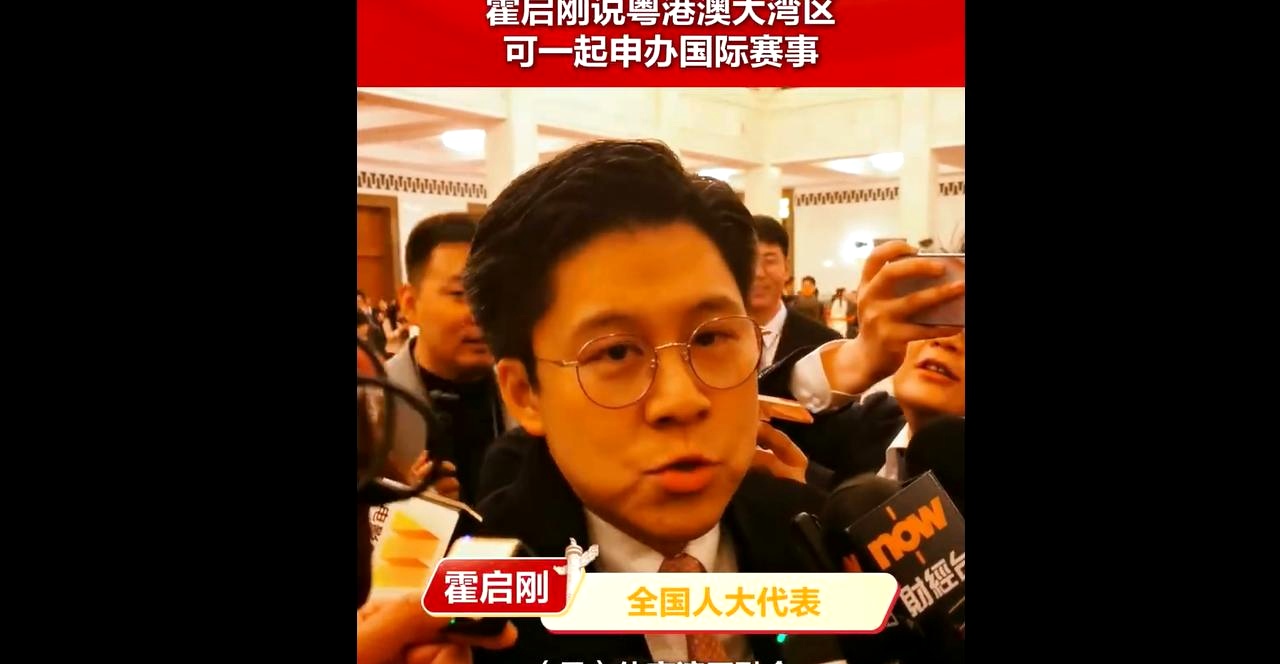 霍启刚说粤港澳大湾区
可一起申办国际赛事
now
財經台
霍启刚
全国人大代表